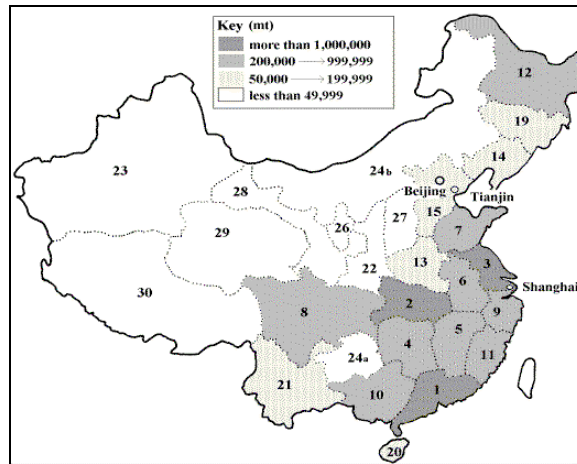 Key (mt)
more than 1,000,000
200,000 → 999,999
50,000 → 199,999
less than 49,999
12
19
23
14
24b
28
Beijing
Tianjin
15
27
26
7
29
13
3
22
Shanghai
30
6
2
8
9
4
5
24a
11
21
10
1
20